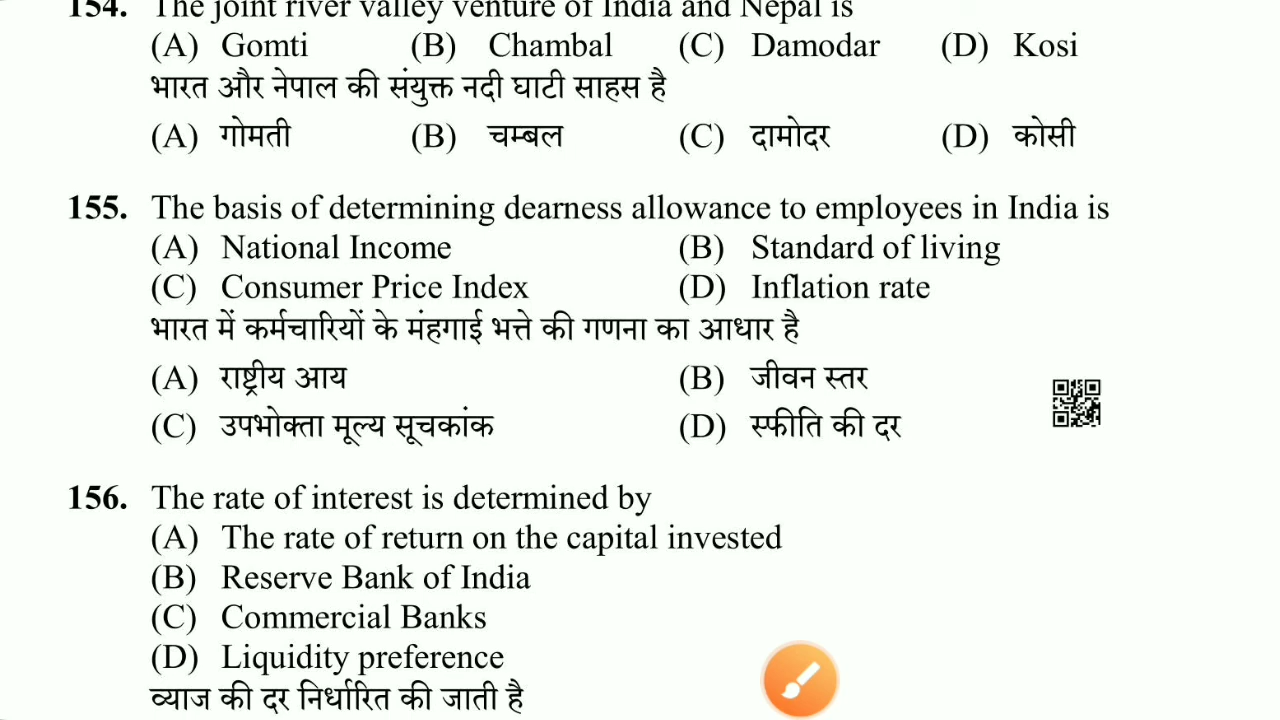 154. The joint river valley venture of India and Nepal is
(A) Gomti (B) Chambal (C) Damodar (D) Kosi
भारत और नेपाल की संयुक्त नदी घाटी साहस है
(A) गोमती (B) चम्बल (C) दामोदर (D) कोसी
155. The basis of determining dearness allowance to employees in India is
(A) National Income (B) Standard of living
(C) Consumer Price Index (D) Inflation rate
भारत में कर्मचारियों के मंहगाई भत्ते की गणना का आधार है
(A) राष्ट्रीय आय (B) जीवन स्तर
(C) उपभोक्ता मूल्य सूचकांक (D) स्फीति की दर
156. The rate of interest is determined by
(A) The rate of return on the capital invested
(B) Reserve Bank of India
(C) Commercial Banks
(D) Liquidity preference
व्याज की दर निर्धारित की जाती है